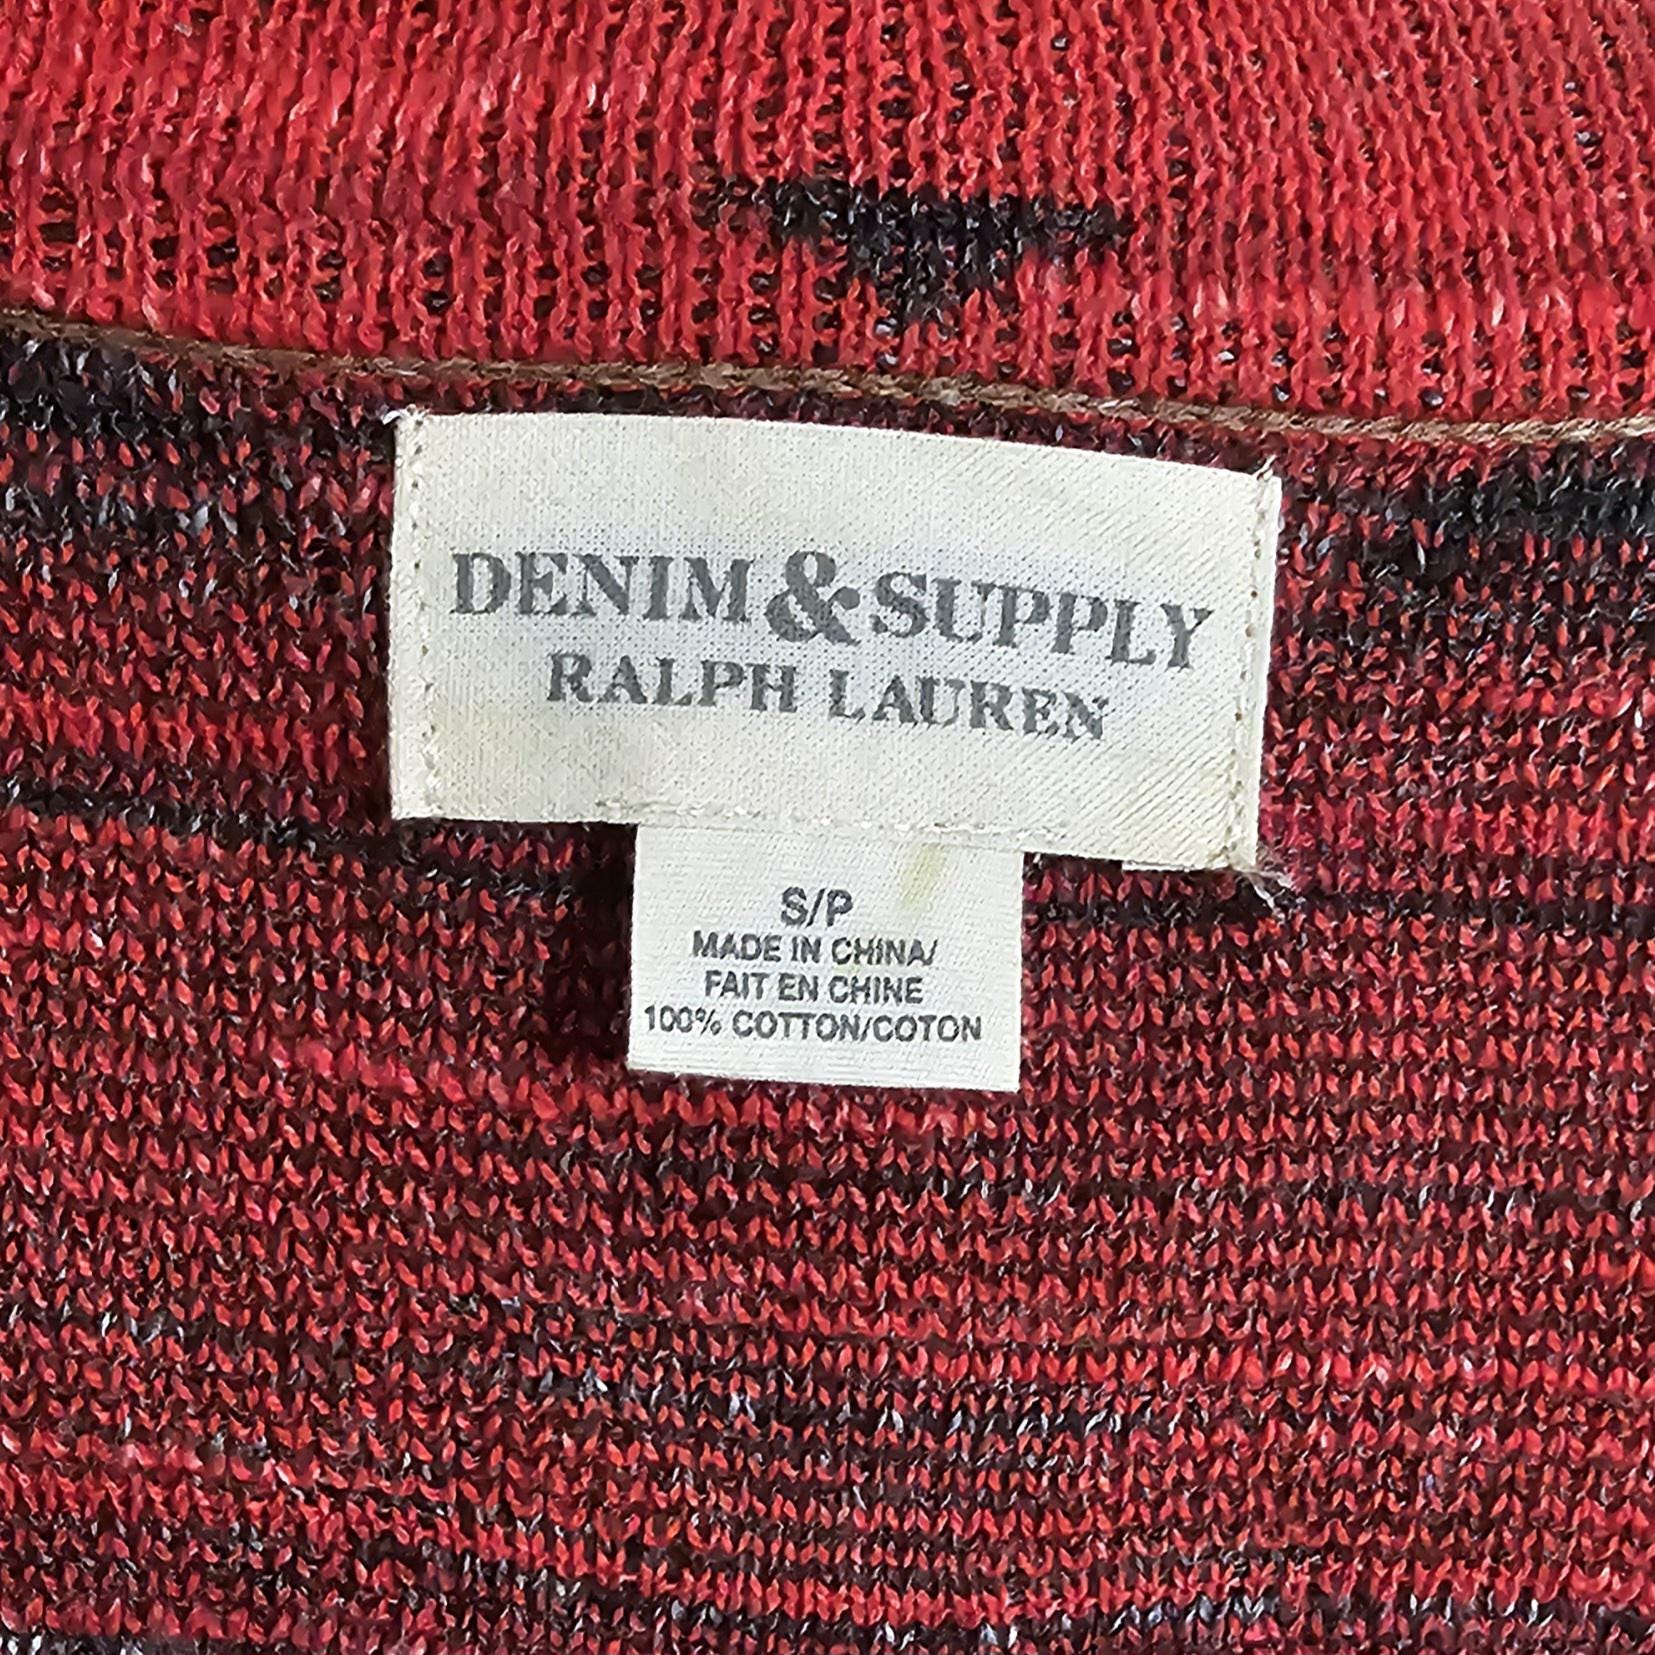 DENIM & SUPPLY
RALPH LAUREN
S/P
MADE IN CHINA/
FAIT EN CHINE
100% COTTON/COTON